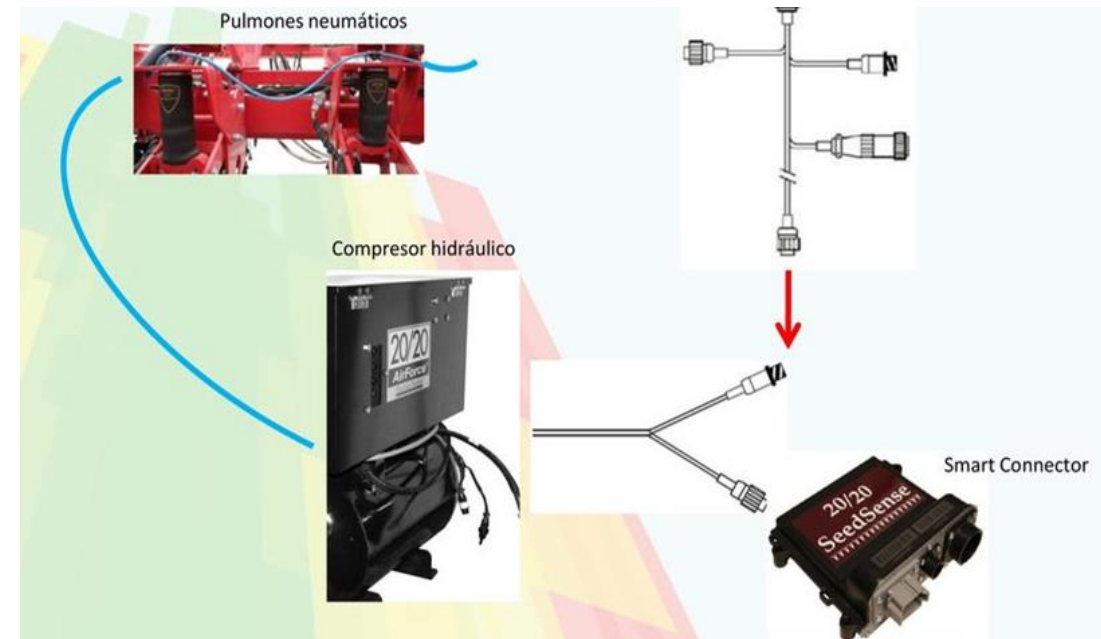 Pulmones neumáticos
Compresor hidráulico
20/20
AirForce
Smart Connector
20/20
SeedSense